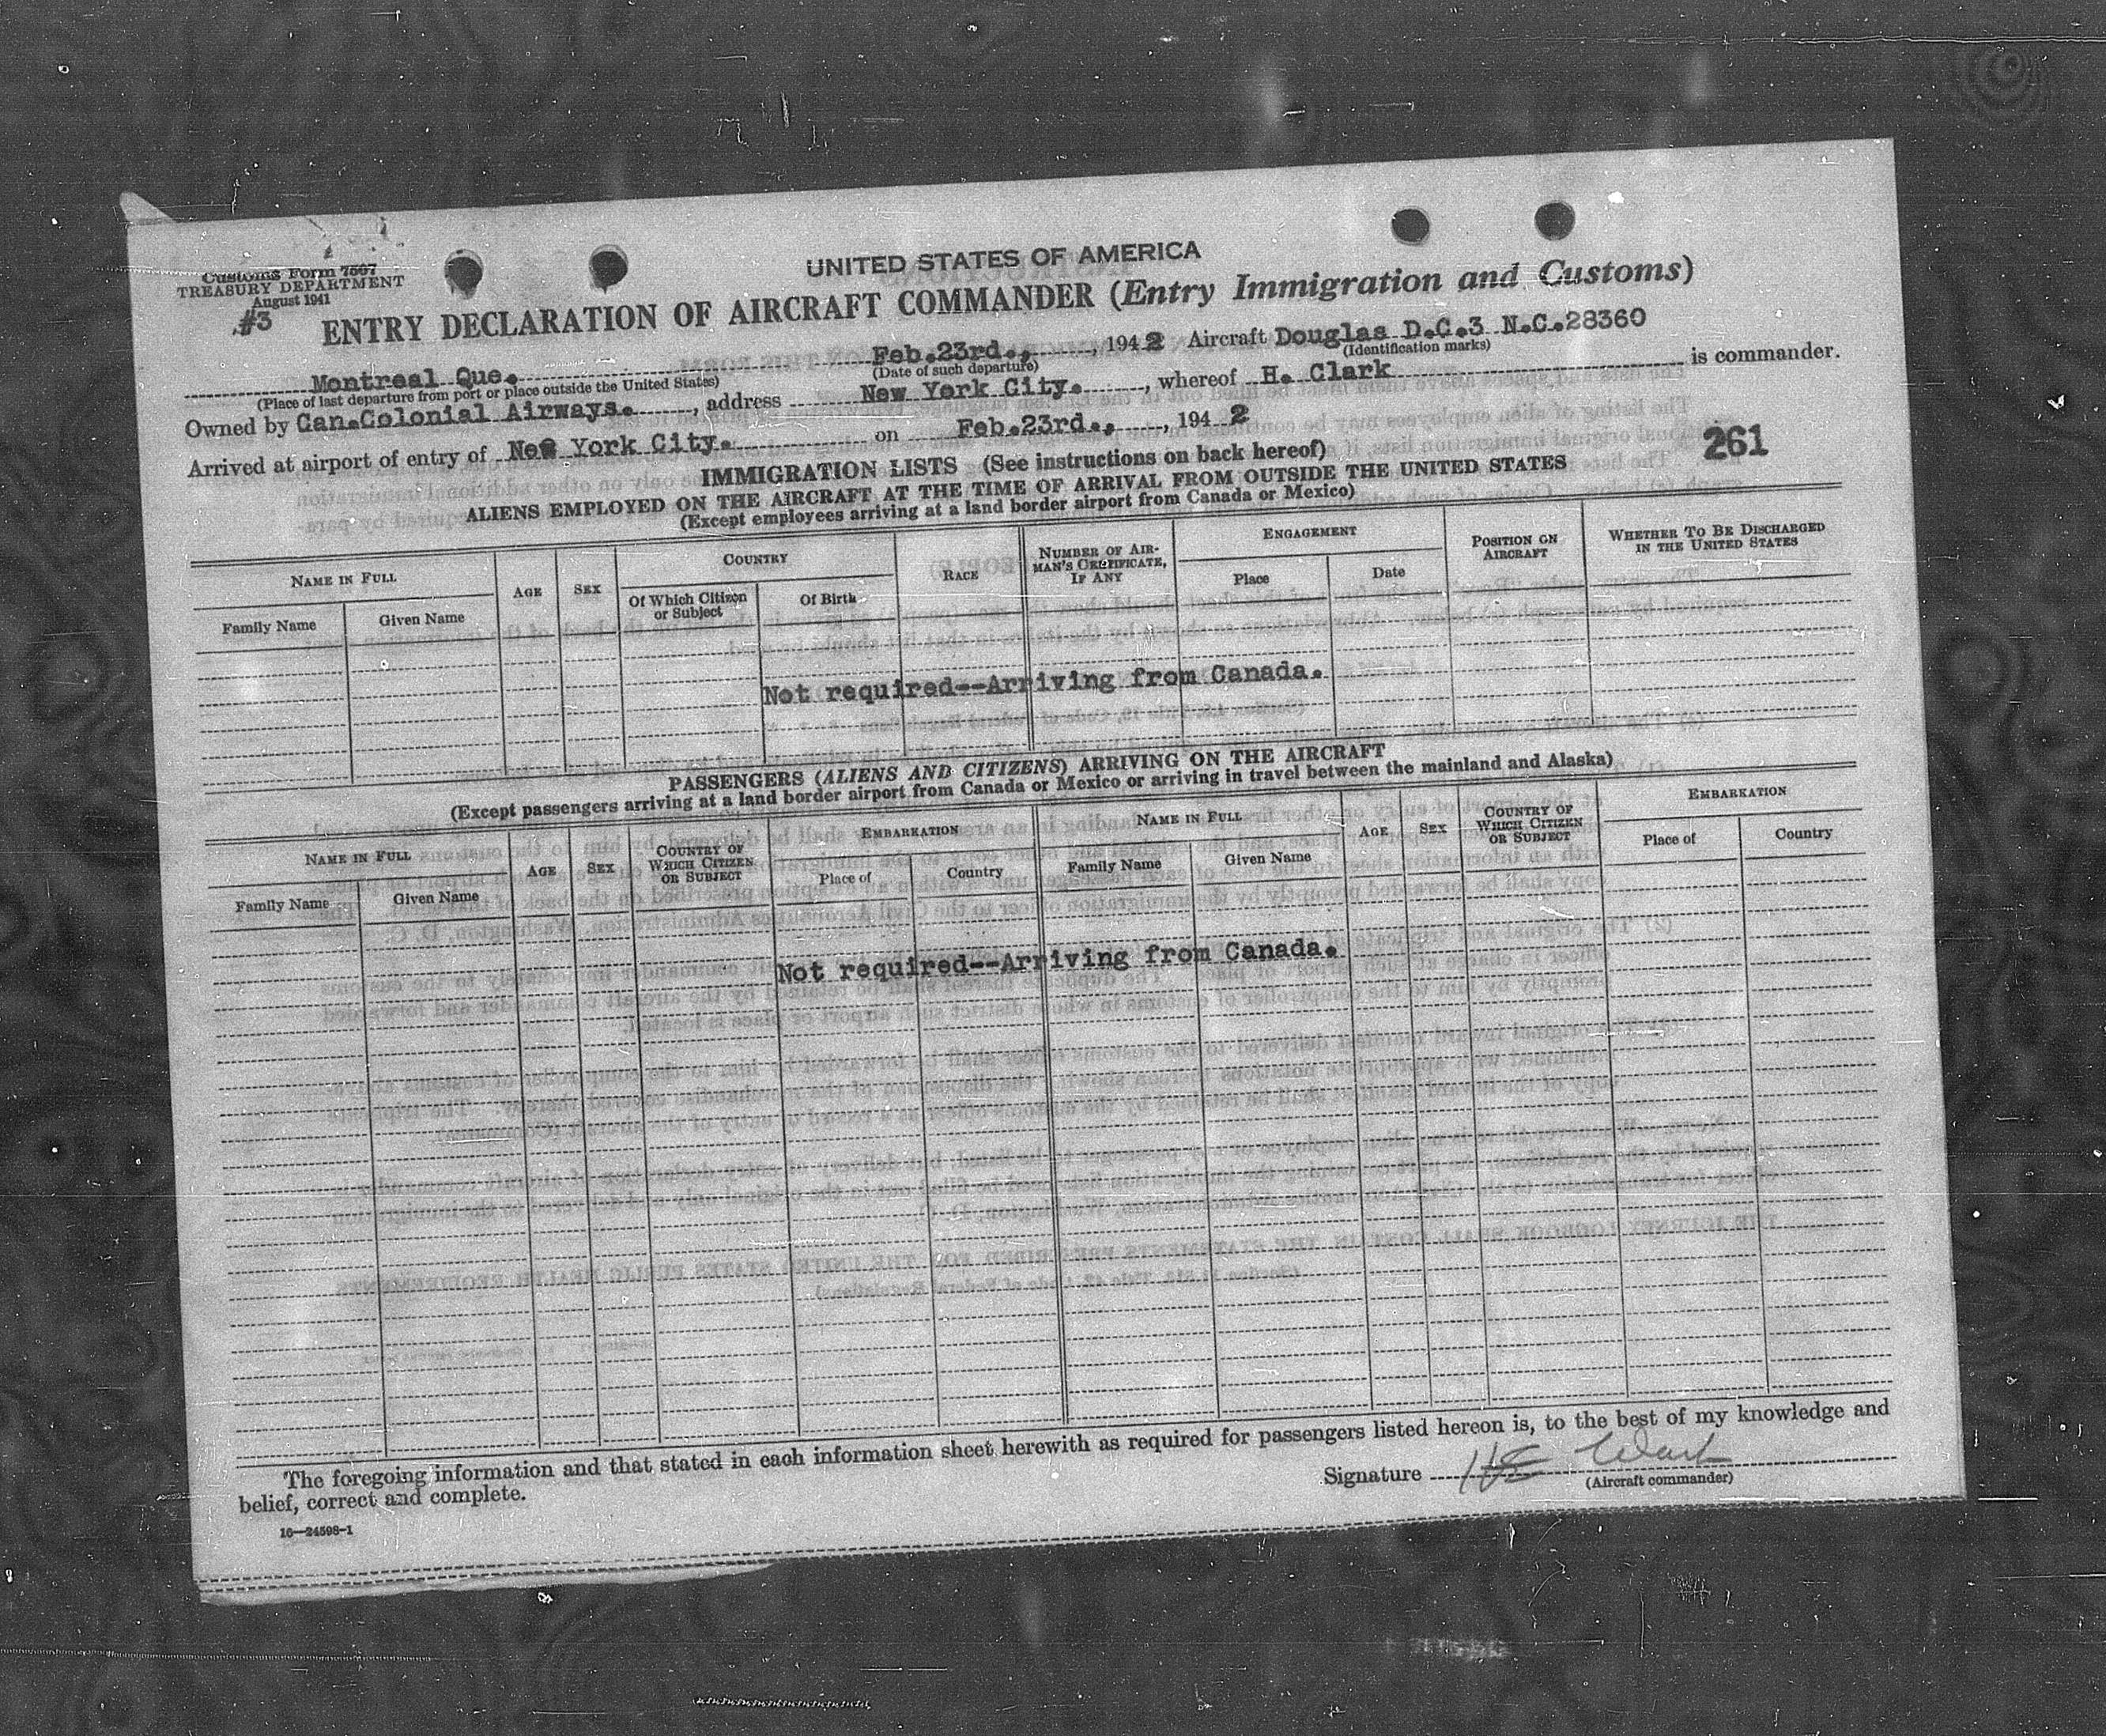 Customs Form 7507
TREASURY DEPARTMENT
August 1941
#3
UNITED STATES OF AMERICA
ENTRY DECLARATION OF AIRCRAFT COMMANDER (Entry Immigration and Customs)
Montreal Que. Feb.23rd., 1942 Aircraft Douglas D.C.3 N.C.28360
(Place of last departure from port or place outside the United States) (Date of such departure) (Identification marks)
Owned by Can.Colonial Airways., address New York City., whereof H. Clark is commander.
Arrived at airport of entry of New York City. on Feb.23rd., 1942
261
IMMIGRATION LISTS (See instructions on back hereof)
ALIENS EMPLOYED ON THE AIRCRAFT AT THE TIME OF ARRIVAL FROM OUTSIDE THE UNITED STATES
(Except employees arriving at a land border airport from Canada or Mexico)
NAME IN FULL AGE SEX COUNTRY RACE NUMBER OF AIRMAN'S CERTIFICATE, IF ANY ENGAGEMENT POSITION ON AIRCRAFT WHETHER TO BE DISCHARGED IN THE UNITED STATES
Family Name Given Name Of Which Citizen or Subject Of Birth Place Date
Not required--Arriving from Canada.
PASSENGERS (ALIENS AND CITIZENS) ARRIVING ON THE AIRCRAFT
(Except passengers arriving at a land border airport from Canada or Mexico or arriving in travel between the mainland and Alaska)
NAME IN FULL AGE SEX COUNTRY OF WHICH CITIZEN OR SUBJECT EMBARKATION NAME IN FULL AGE SEX COUNTRY OF WHICH CITIZEN OR SUBJECT EMBARKATION
Family Name Given Name Place of Country Family Name Given Name Place of Country
Not required--Arriving from Canada.
The foregoing information and that stated in each information sheet herewith as required for passengers listed hereon is, to the best of my knowledge and
belief, correct and complete.
Signature HE Clark
(Aircraft commander)
16—24598-1